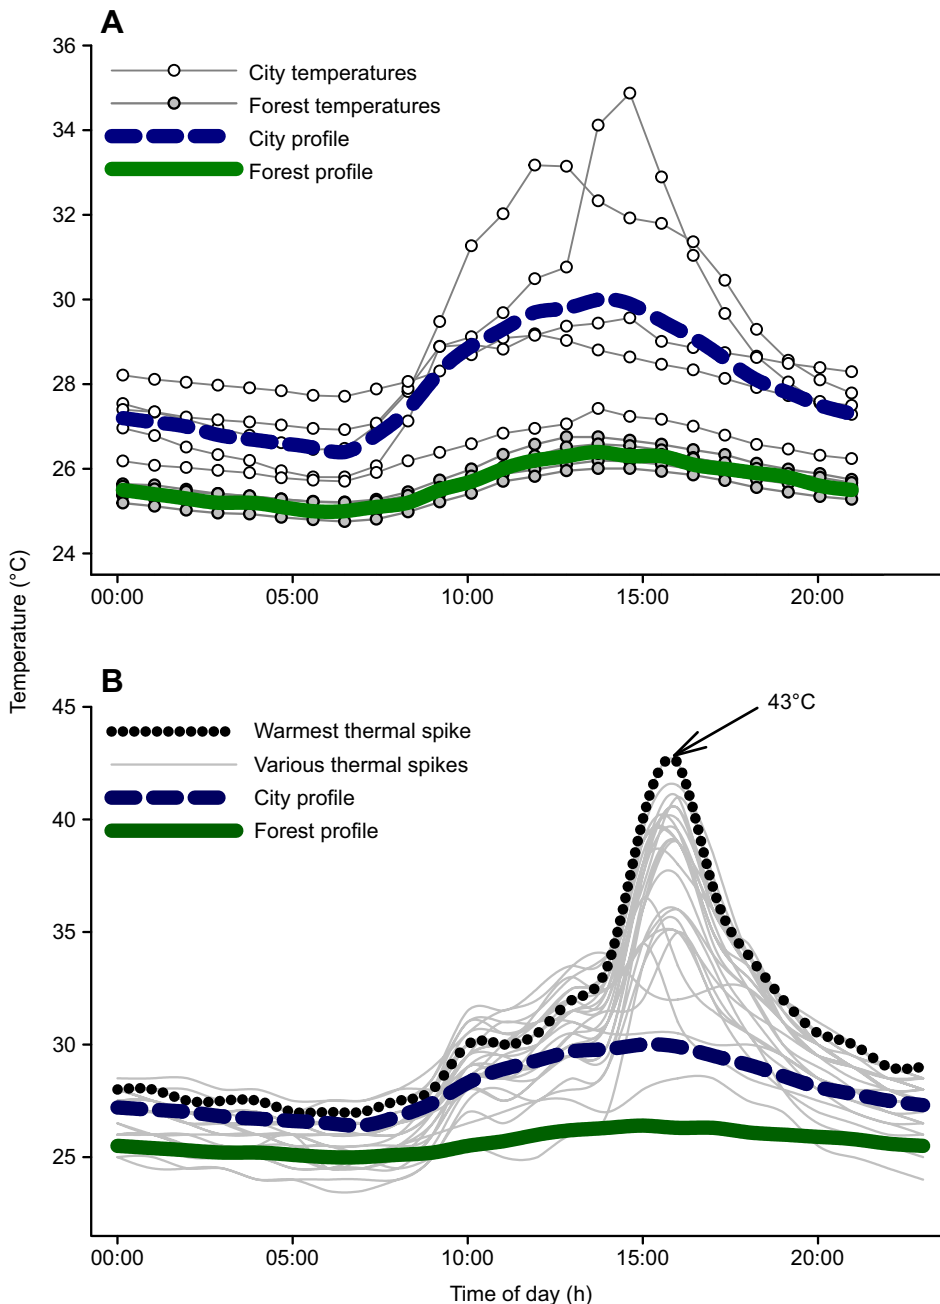 A
36
34
32
30
28
26
24
City temperatures
Forest temperatures
City profile
Forest profile
00:00 05:00 10:00 15:00 20:00
Temperature (°C)
B
45
40
35
30
25
43°C
Warmest thermal spike
Various thermal spikes
City profile
Forest profile
00:00 05:00 10:00 15:00 20:00
Time of day (h)